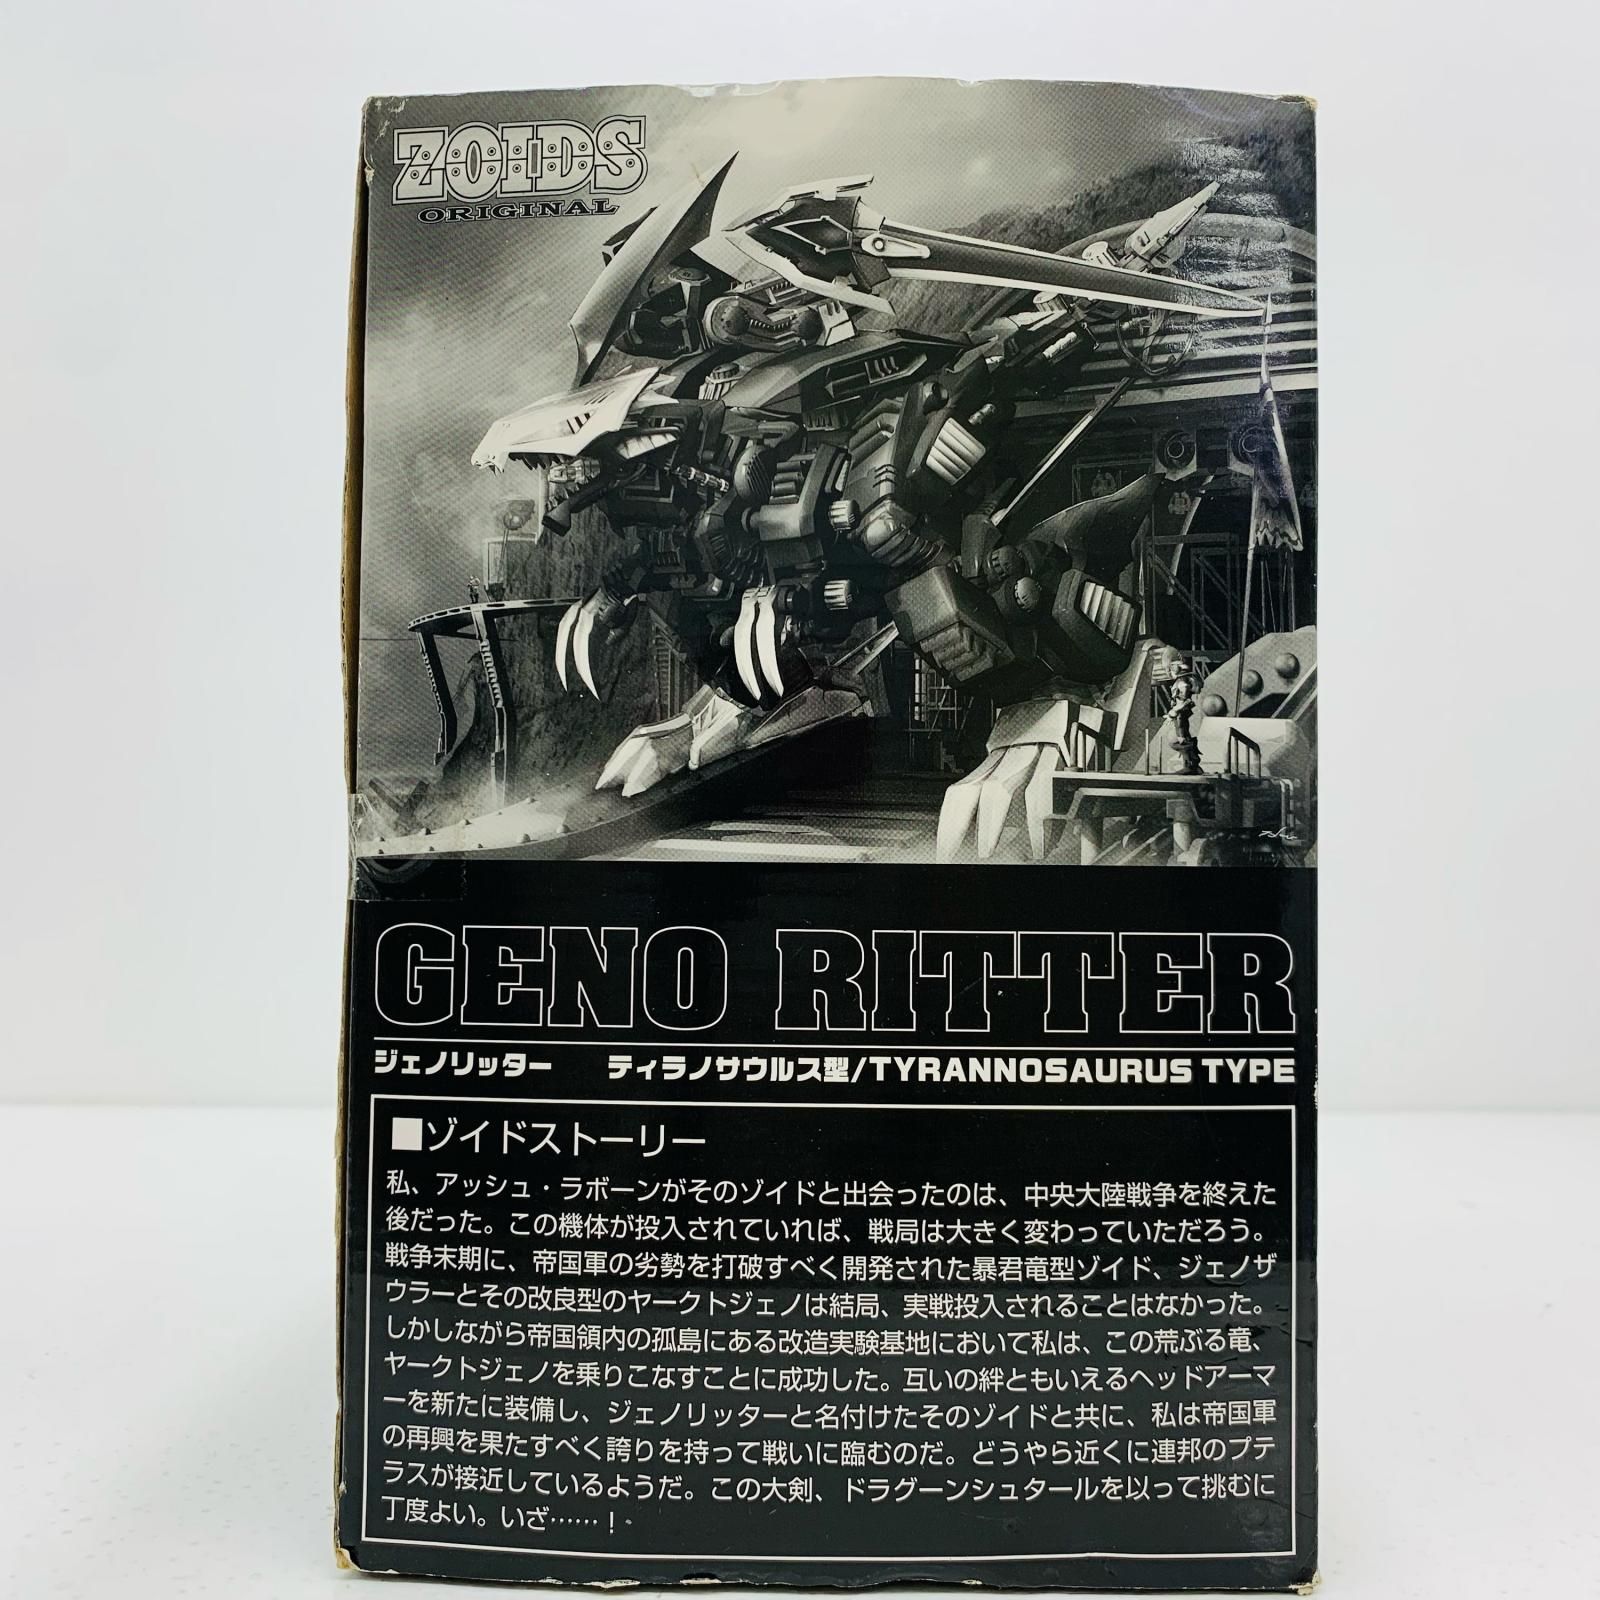 ZOIDS
ORIGINAL
GENO RITTER
ジェノリッター ティラノサウルス型/TYRANNOSAURUS TYPE
■ゾイドストーリー
私、アッシュ・ラボーンがそのゾイドと出会ったのは、中央大陸戦争を終えた
後だった。この機体が投入されていれば、戦局は大きく変わっていただろう。
戦争末期に、帝国軍の劣勢を打破すべく開発された暴君竜型ゾイド、ジェノザ
ウラーとその改良型のヤークトジェノは結局、実戦投入されることはなかった。
しかしながら帝国領内の孤島にある改造実験基地において私は、この荒ぶる竜、
ヤークトジェノを乗りこなすことに成功した。互いの絆ともいえるヘッドアーマ
ーを新たに装備し、ジェノリッターと名付けたそのゾイドと共に、私は帝国軍
の再興を果たすべく誇りを持って戦いに臨むのだ。どうやら近くに連邦のプテ
ラスが接近しているようだ。この大剣、ドラグーンシュタールを以って挑むに
丁度よい。いざ……！